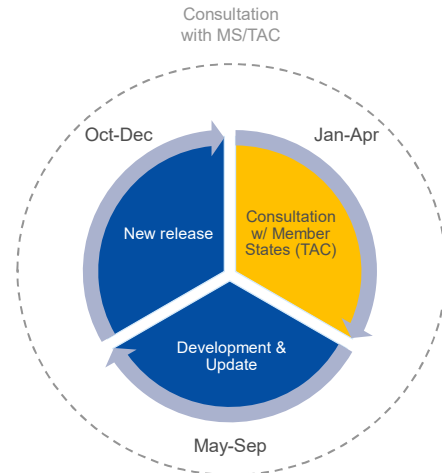 Consultation
with MS/TAC
Oct-Dec
Jan-Apr
New release
Consultation
w/ Member
States (TAC)
Development &
Update
May-Sep